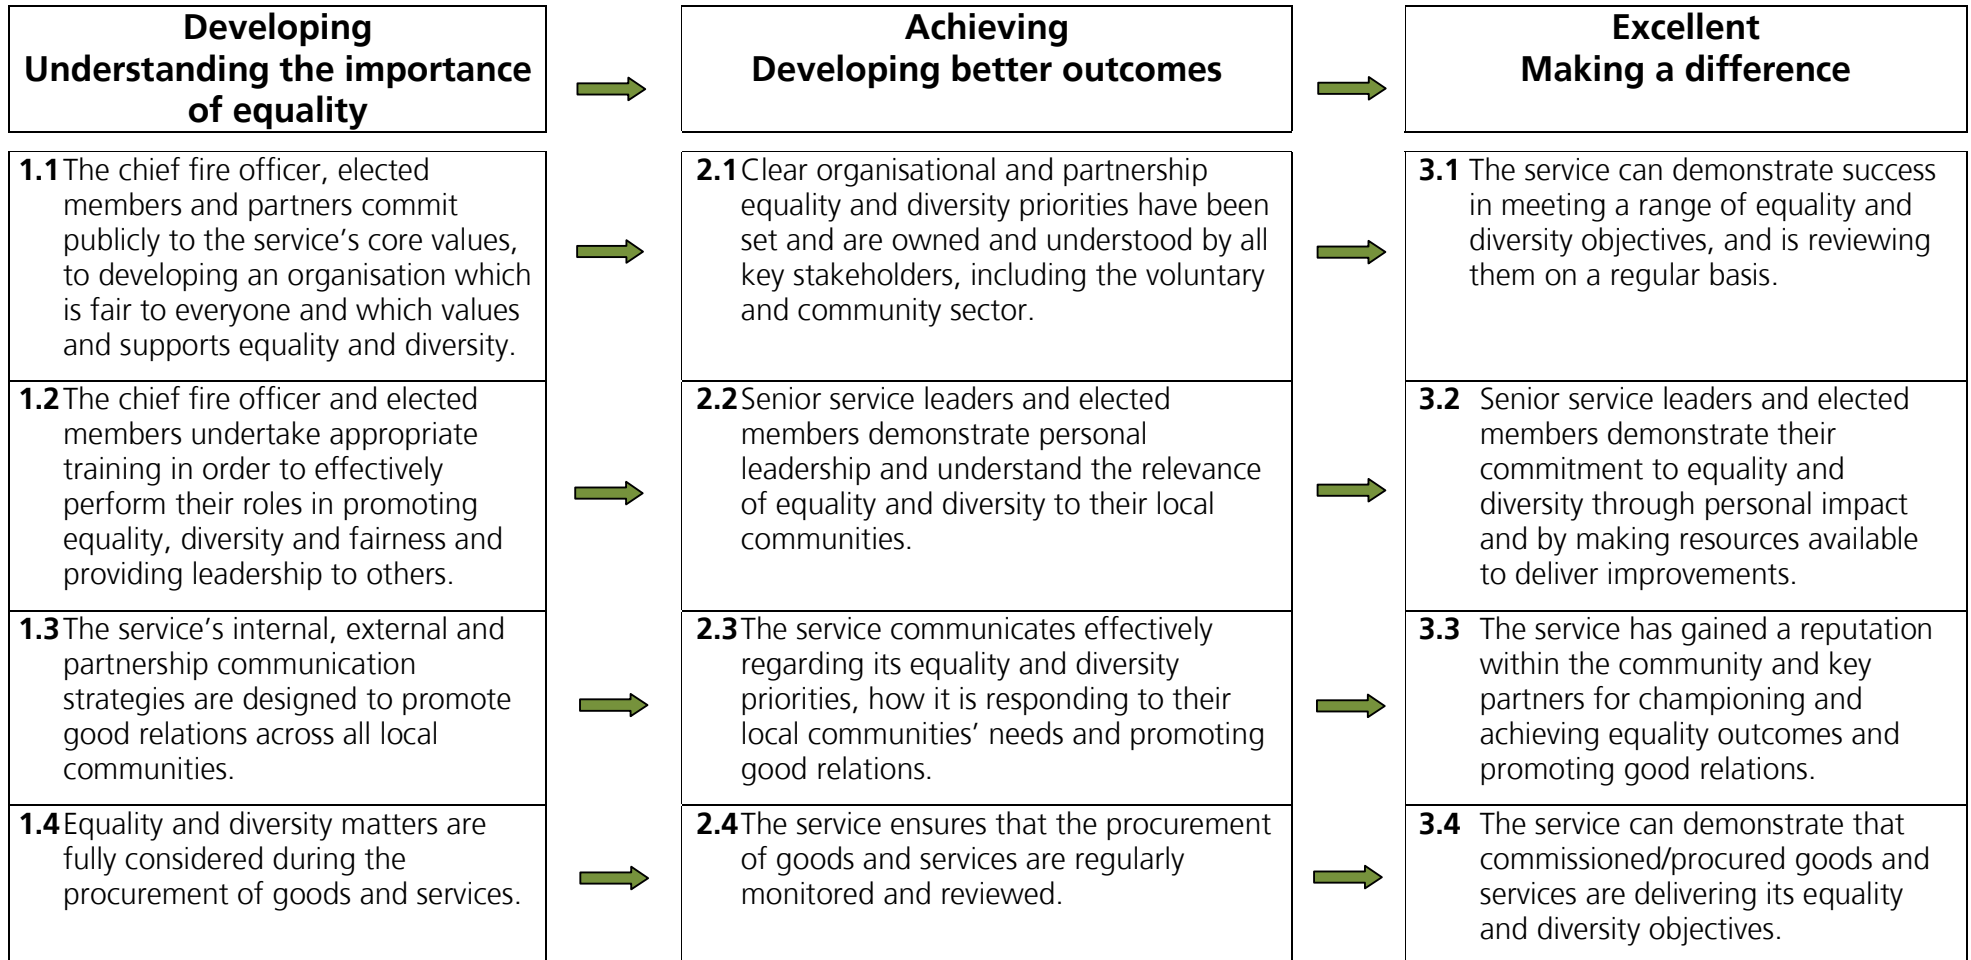 Developing
Understanding the importance
of equality
Achieving
Developing better outcomes
Excellent
Making a difference
1.1 The chief fire officer, elected
members and partners commit
publicly to the service’s core values,
to developing an organisation which
is fair to everyone and which values
and supports equality and diversity.
2.1 Clear organisational and partnership
equality and diversity priorities have been
set and are owned and understood by all
key stakeholders, including the voluntary
and community sector.
3.1 The service can demonstrate success
in meeting a range of equality and
diversity objectives, and is reviewing
them on a regular basis.
1.2 The chief fire officer and elected
members undertake appropriate
training in order to effectively
perform their roles in promoting
equality, diversity and fairness and
providing leadership to others.
2.2 Senior service leaders and elected
members demonstrate personal
leadership and understand the relevance
of equality and diversity to their local
communities.
3.2 Senior service leaders and elected
members demonstrate their
commitment to equality and
diversity through personal impact
and by making resources available
to deliver improvements.
1.3 The service’s internal, external and
partnership communication
strategies are designed to promote
good relations across all local
communities.
2.3 The service communicates effectively
regarding its equality and diversity
priorities, how it is responding to their
local communities’ needs and promoting
good relations.
3.3 The service has gained a reputation
within the community and key
partners for championing and
achieving equality outcomes and
promoting good relations.
1.4 Equality and diversity matters are
fully considered during the
procurement of goods and services.
2.4 The service ensures that the procurement
of goods and services are regularly
monitored and reviewed.
3.4 The service can demonstrate that
commissioned/procured goods and
services are delivering its equality
and diversity objectives.